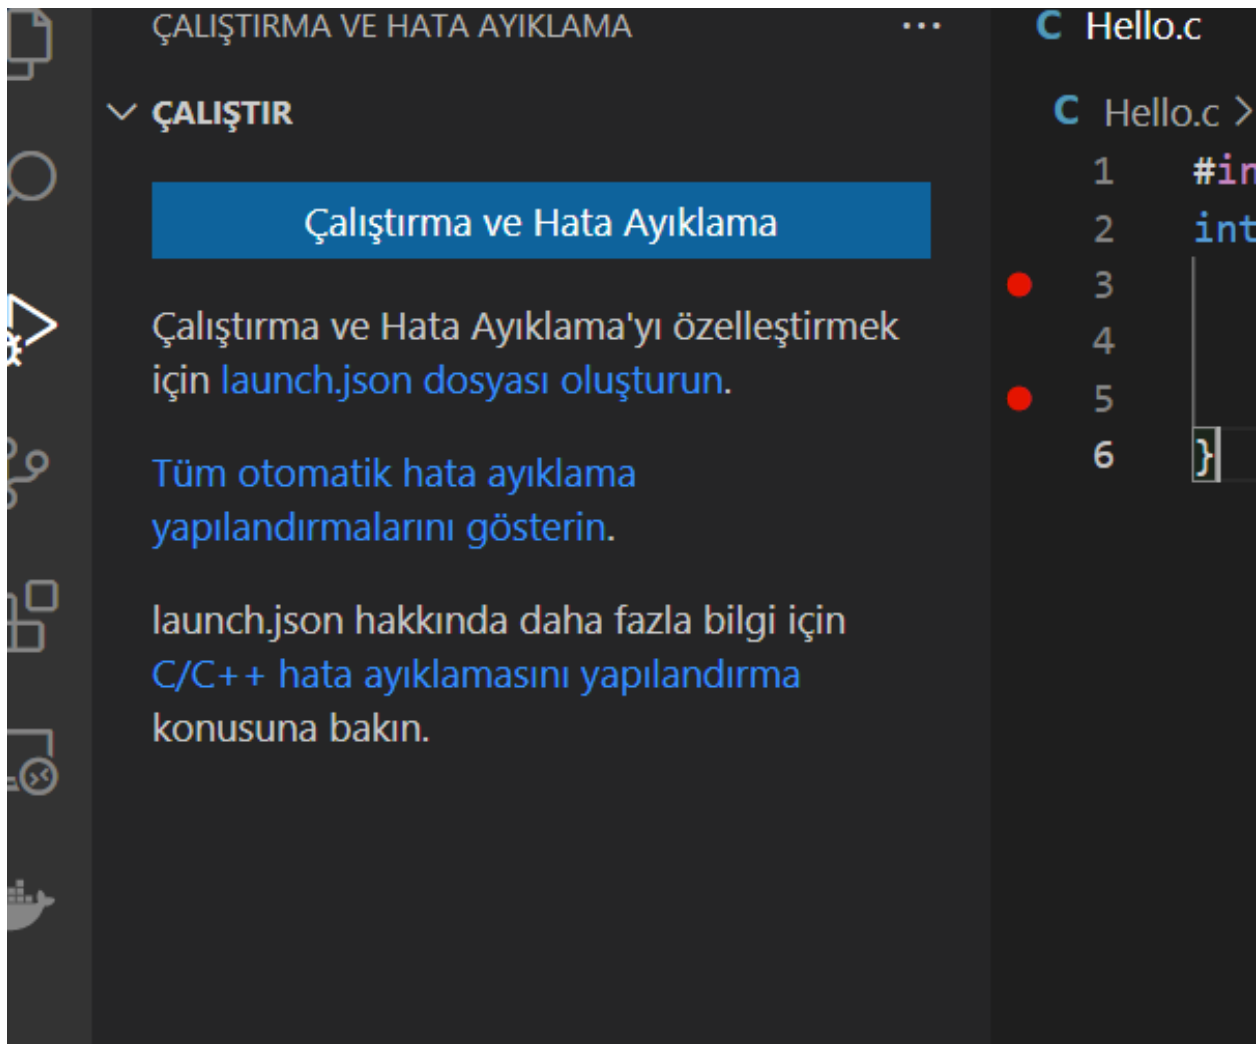 ÇALIŞTIRMA VE HATA AYIKLAMA ...
ÇALIŞTIR
Çalıştırma ve Hata Ayıklama
Çalıştırma ve Hata Ayıklama'yı özelleştirmek
için launch.json dosyası oluşturun.
Tüm otomatik hata ayıklama
yapılandırmalarını gösterin.
launch.json hakkında daha fazla bilgi için
C/C++ hata ayıklamasını yapılandırma
konusuna bakın.
C Hello.c
C Hello.c >
1 #in
2 int
3
4
5
6 }